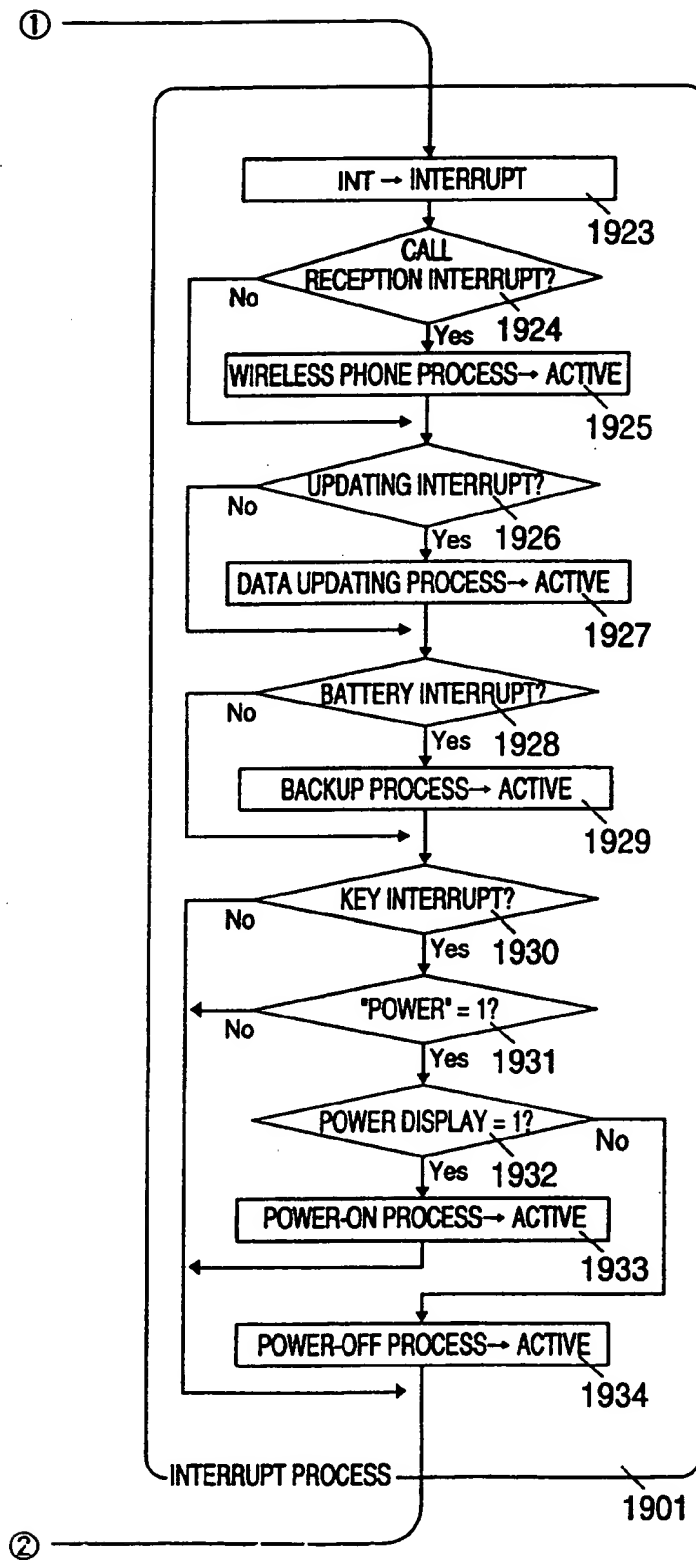 ①
INT → INTERRUPT
1923
CALL
RECEPTION INTERRUPT?
1924
No
Yes
WIRELESS PHONE PROCESS→ ACTIVE
1925
UPDATING INTERRUPT?
1926
No
Yes
DATA UPDATING PROCESS→ ACTIVE
1927
BATTERY INTERRUPT?
1928
No
Yes
BACKUP PROCESS→ ACTIVE
1929
KEY INTERRUPT?
1930
No
Yes
"POWER" = 1?
1931
No
Yes
POWER DISPLAY = 1?
1932
No
Yes
POWER-ON PROCESS→ ACTIVE
1933
POWER-OFF PROCESS→ ACTIVE
1934
INTERRUPT PROCESS
1901
②